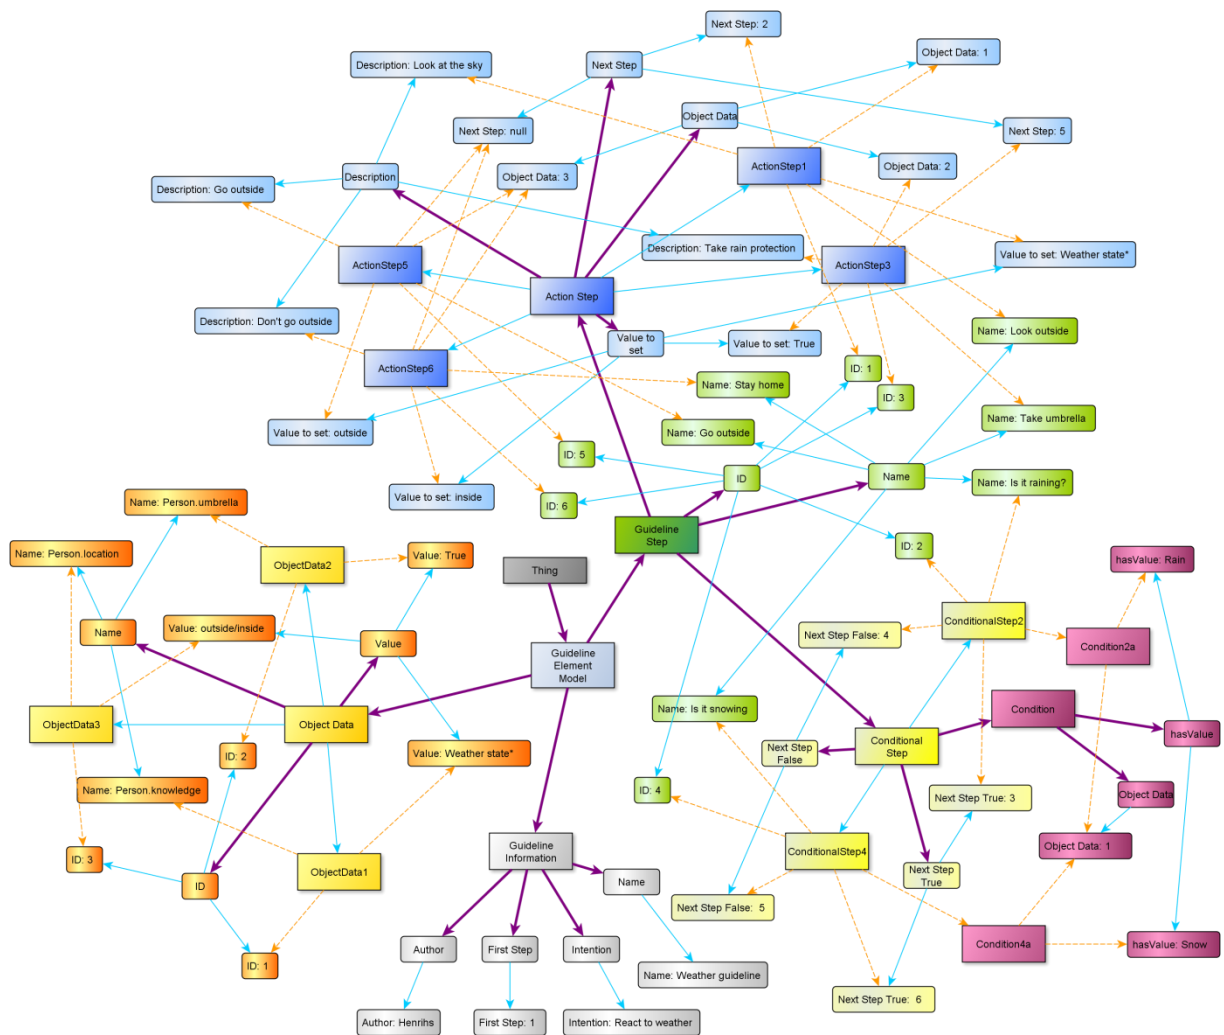 Next Step: 2
Object Data: 1
Description: Look at the sky
Next Step
Object Data
Next Step: null
Next Step: 5
ActionStep1
Object Data: 2
Description
Object Data: 3
Description: Go outside
Description: Take rain protection
Value to set: Weather state*
ActionStep5
ActionStep3
Action Step
Description: Don't go outside
Name: Look outside
Value to
set
Value to set: True
ActionStep6
ID: 1
Name: Stay home
ID: 3
Value to set: outside
Name: Go outside
Name: Take umbrella
ID: 5
ID
Name
Name: Is it raining?
Value to set: inside
ID: 6
Name: Person.umbrella
Guideline
Step
ID: 2
Name: Person.location
Value: True
hasValue: Rain
ObjectData2
Thing
ConditionalStep2
Name
Value: outside/inside
Value
Next Step False: 4
Condition2a
Guideline
Element
Model
ObjectData3
Object Data
Name: Is it snowing
Condition
Conditional
Step
hasValue
ID: 2
Value: Weather state*
Next Step
False
Name: Person.knowledge
ID: 4
Next Step True: 3
Object Data
Guideline
Information
ConditionalStep4
Object Data: 1
ID: 3
ID
ObjectData1
Name
Next Step
True
Next Step False: 5
Author
First Step
Intention
Condition4a
hasValue: Snow
ID: 1
Name: Weather guideline
Next Step True: 6
Author: Henrihs
First Step: 1
Intention: React to weather